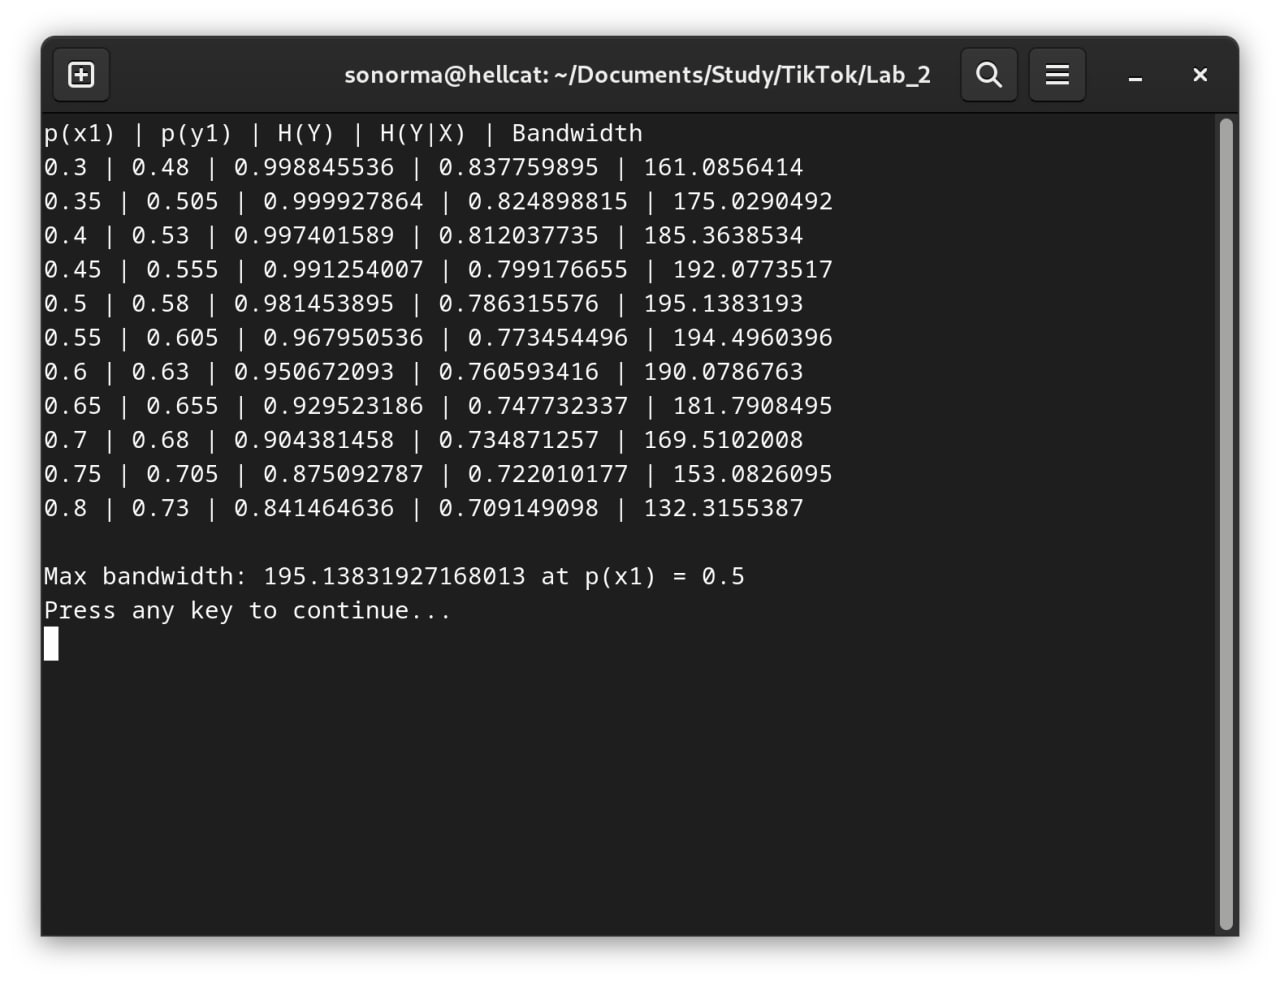 sonorma@hellcat: ~/Documents/Study/TikTok/Lab_2
p(x1) | p(y1) | H(Y) | H(Y|X) | Bandwidth
0.3 | 0.48 | 0.998845536 | 0.837759895 | 161.0856414
0.35 | 0.505 | 0.999927864 | 0.824898815 | 175.0290492
0.4 | 0.53 | 0.997401589 | 0.812037735 | 185.3638534
0.45 | 0.555 | 0.991254007 | 0.799176655 | 192.0773517
0.5 | 0.58 | 0.981453895 | 0.786315576 | 195.1383193
0.55 | 0.605 | 0.967950536 | 0.773454496 | 194.4960396
0.6 | 0.63 | 0.950672093 | 0.760593416 | 190.0786763
0.65 | 0.655 | 0.929523186 | 0.747732337 | 181.7908495
0.7 | 0.68 | 0.904381458 | 0.734871257 | 169.5102008
0.75 | 0.705 | 0.875092787 | 0.722010177 | 153.0826095
0.8 | 0.73 | 0.841464636 | 0.709149098 | 132.3155387
Max bandwidth: 195.13831927168013 at p(x1) = 0.5
Press any key to continue...